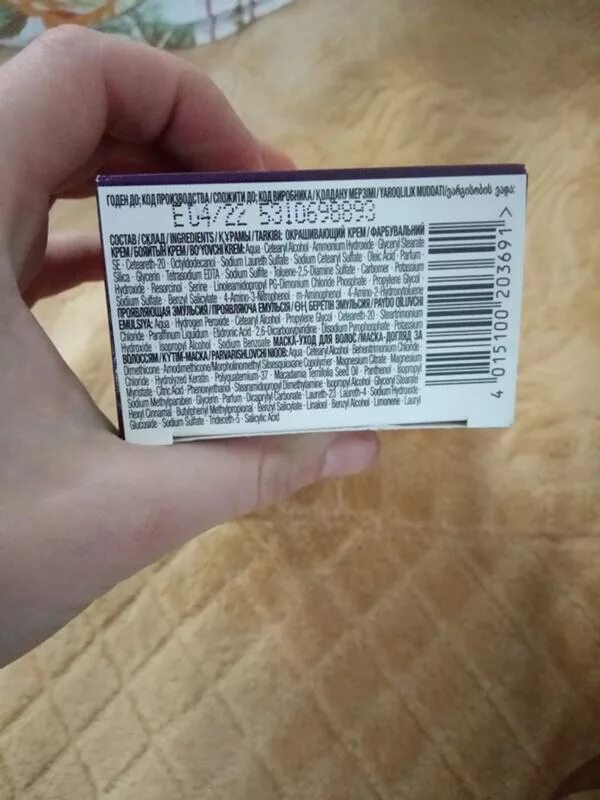 ГОДЕН ДО; КОД ПРОИЗВОДСТВА/СПОЖИТИ ДО; КОД ВИРОБНИКА/ҚОЛДАНУ МЕРЗІМІ/YAROQLILIK MUDDATI/վարգիսобის ვადა:
E04/22 5310698893
СОСТАВ/СКЛАД/INGREDIENTS/ҚҰРАМЫ/TARKIBI: ОКРАШИВАЮЩИЙ КРЕМ/ФАРБУВАЛЬНИЙ
КРЕМ/БОЯЙТЫН КРЕМ/BO'YOVCHI KREM: Aqua · Cetearyl Alcohol · Ammonium Hydroxide · Glyceryl Stearate
SE · Ceteareth-20 · Octyldodecanol · Sodium Laureth Sulfate · Sodium Cetearyl Sulfate · Oleic Acid · Parfum ·
Silica · Glycerin · Tetrasodium EDTA · Sodium Sulfite · Toluene-2,5-Diamine Sulfate · Carbomer · Potassium
Hydroxide · Resorcinol · Serine · Linoleamidopropyl PG-Dimonium Chloride Phosphate · Propylene Glycol ·
Sodium Sulfate · Benzyl Salicylate · 4-Amino-3-Nitrophenol · m-Aminophenol · 4-Amino-2-Hydroxytoluene
ПРОЯВЛЯЮЩАЯ ЭМУЛЬСИЯ/ПРОЯВЛЯЮЧА ЕМУЛЬСІЯ/ӨҢ БЕРЕТІН ЭМУЛЬСИЯ/PAYDO QILUVCHI
EMULSIYA: Aqua · Hydrogen Peroxide · Cetearyl Alcohol · Propylene Glycol · Ceteareth-20 · Steartrimonium
Chloride · Paraffinum Liquidum · Etidronic Acid · 2,6-Dicarboxypyridine · Disodium Pyrophosphate · Potassium
Hydroxide · Isopropyl Alcohol · Sodium Benzoate МАСКА-УХОД ДЛЯ ВОЛОС/МАСКА-ДОГЛЯД ЗА
ВОЛОССЯМ/КҮТІМ-МАСКА/PARVARISHLOVCHI NIQOB: Aqua · Cetearyl Alcohol · Behentrimonium Chloride ·
Dimethicone · Amodimethicone/Morpholinomethyl Silsesquioxane Copolymer · Magnesium Citrate · Magnesium
Chloride · Hydrolyzed Keratin · Polyquaternium-37 · Macadamia Ternifolia Seed Oil · Panthenol · Isopropyl
Myristate · Citric Acid · Phenoxyethanol · Stearamidopropyl Dimethylamine · Isopropyl Alcohol · Glyceryl Stearate ·
Sodium Methylparaben · Glycerin · Parfum · Dicaprylyl Carbonate · Laureth-23 · Laureth-4 · Sodium Hydroxide ·
Hexyl Cinnamal · Butylphenyl Methylpropional · Benzyl Salicylate · Linalool · Benzyl Alcohol · Limonene · Lauryl
Glucoside · Sodium Sulfate · Trideceth-5 · Salicylic Acid
4 015100 203691 >